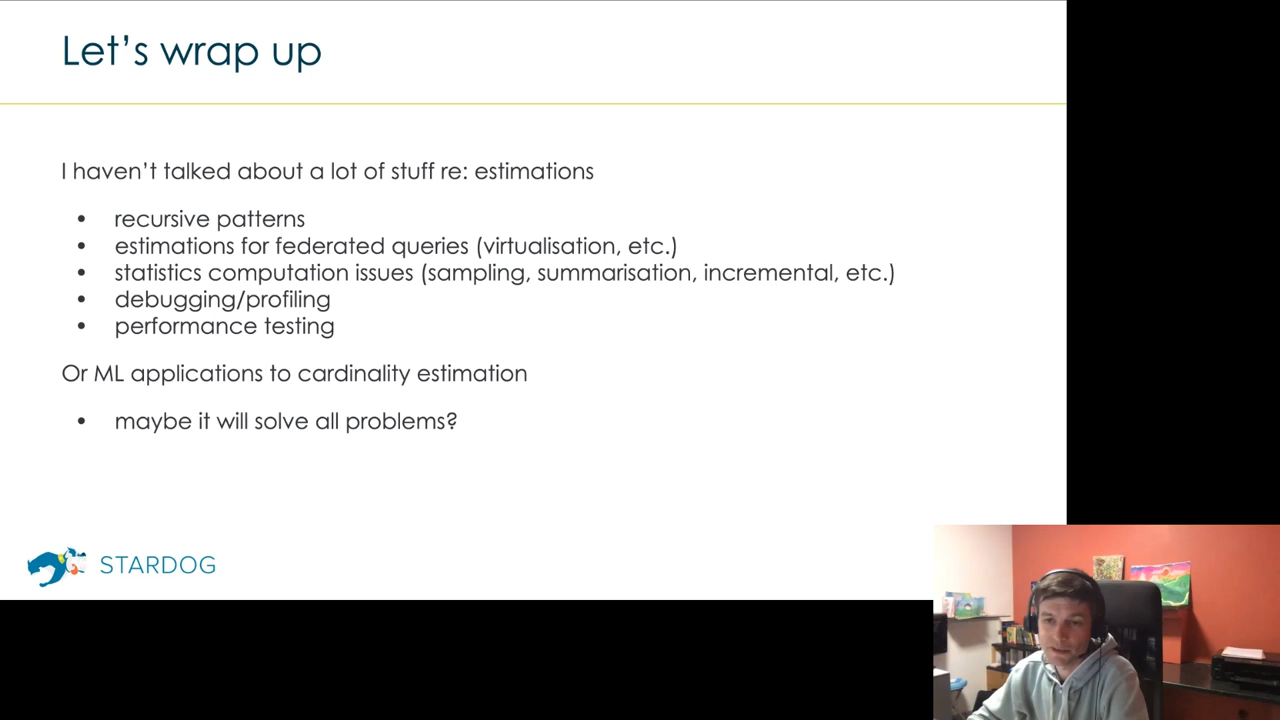 Let’s wrap up
I haven’t talked about a lot of stuff re: estimations
• recursive patterns
• estimations for federated queries (virtualisation, etc.)
• statistics computation issues (sampling, summarisation, incremental, etc.)
• debugging/profiling
• performance testing
Or ML applications to cardinality estimation
• maybe it will solve all problems?
STARDOG